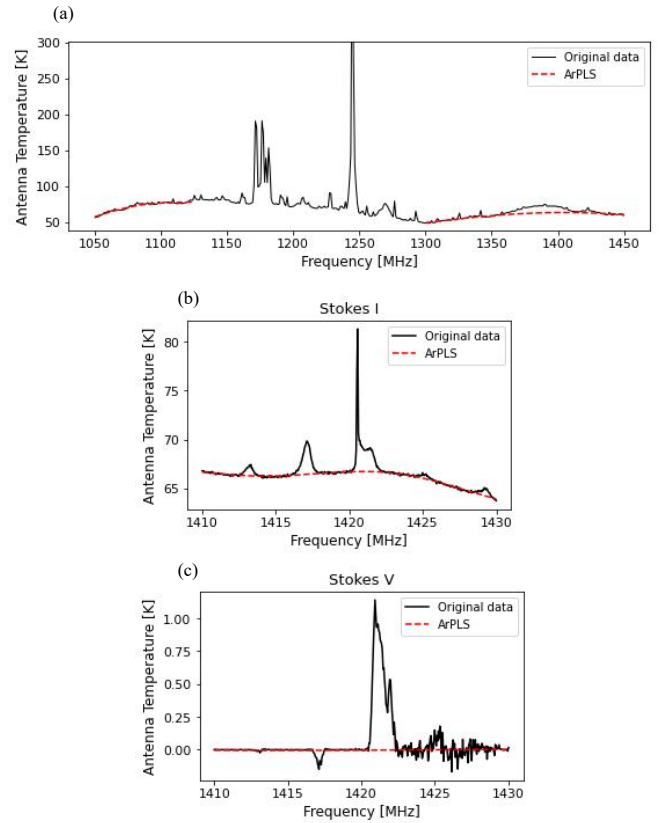 (a)
300
250
200
150
100
50
Antenna Temperature [K]
Original data
ArPLS
1050 1100 1150 1200 1250 1300 1350 1400 1450
Frequency [MHz]
(b)
Stokes I
80
75
70
65
Antenna Temperature [K]
Original data
ArPLS
1410 1415 1420 1425 1430
Frequency [MHz]
(c)
Stokes V
1.00
0.75
0.50
0.25
0.00
Antenna Temperature [K]
Original data
ArPLS
1410 1415 1420 1425 1430
Frequency [MHz]